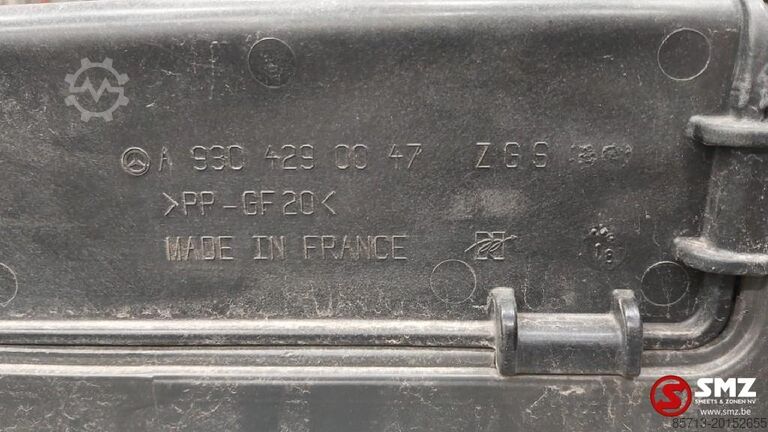 A 930 429 00 47 ZGS
>PP-GF20<
MADE IN FRANCE
18
SMZ
SMEETS & ZONEN NV
www.smz.be
85713-20152655